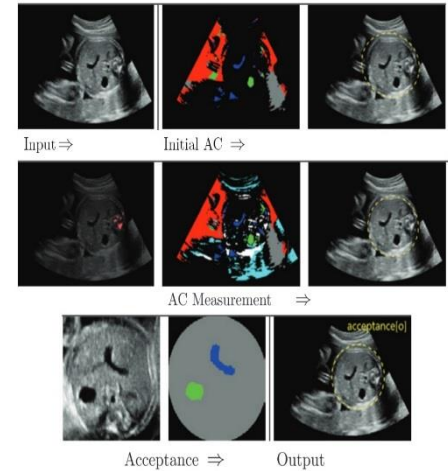 Input ⇒ Initial AC ⇒
AC Measurement ⇒
acceptance[o]
Acceptance ⇒ Output